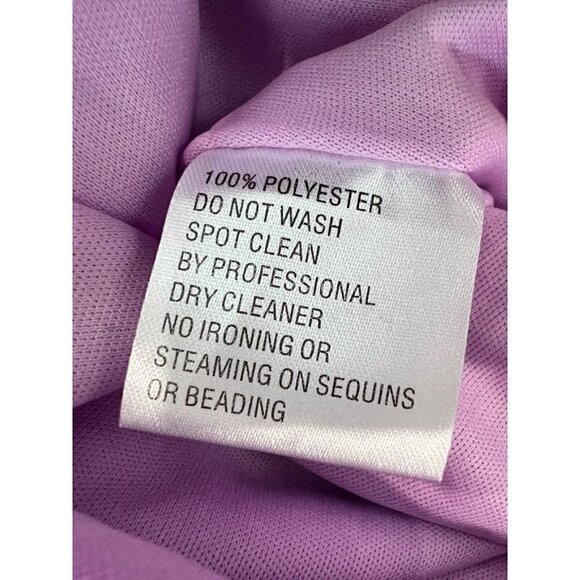 100% POLYESTER
DO NOT WASH
SPOT CLEAN
BY PROFESSIONAL
DRY CLEANER
NO IRONING OR
STEAMING ON SEQUINS
OR BEADING